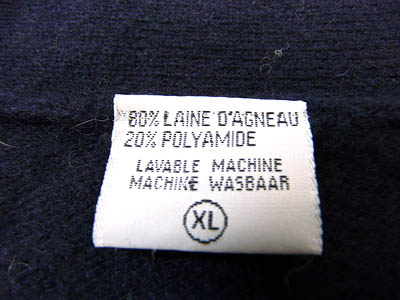 80% LAINE D'AGNEAU
20% POLYAMIDE
LAVABLE MACHINE
MACHINE WASBAAR
XL